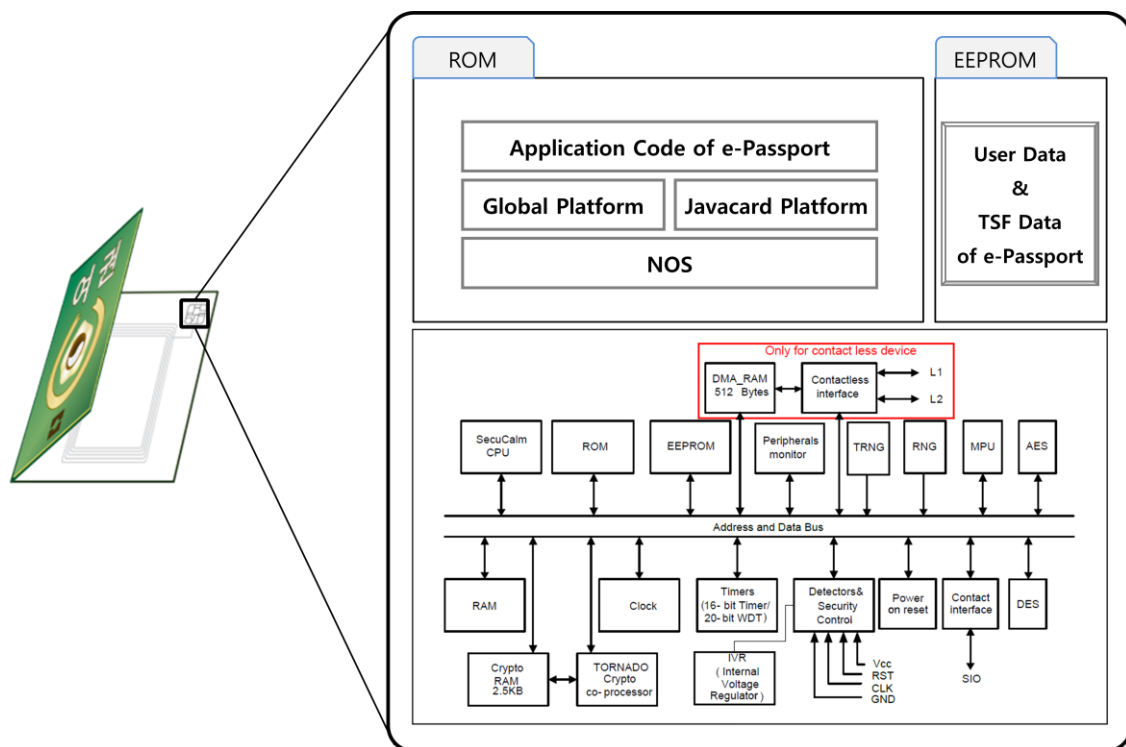 ROM
EEPROM
Application Code of e-Passport
Global Platform
Javacard Platform
NOS
User Data
&
TSF Data
of e-Passport
Only for contact less device
DMA_RAM
512 Bytes
Contactless
interface
L1
L2
SecuCalm
CPU
ROM
EEPROM
Peripherals
monitor
TRNG
RNG
MPU
AES
Address and Data Bus
RAM
Clock
Timers
(16- bit Timer/
20-bit WDT)
Detectors&
Security
Control
Power
on reset
Contact
interface
DES
Crypto
RAM
2.5KB
TORNADO
Crypto
co- processor
IVR
( Internal
Voltage
Regulator )
Vcc
RST
CLK
GND
SIO